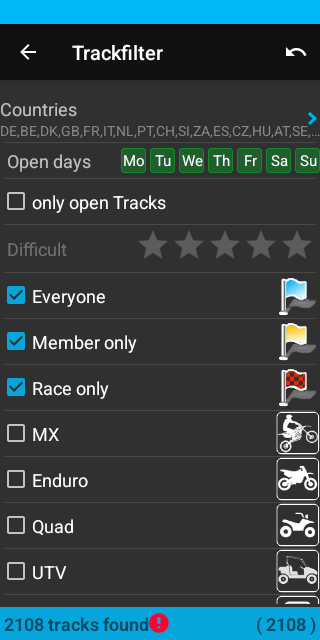 Trackfilter
Countries
DE,BE,DK,GB,FR,IT,NL,PT,CH,SI,ZA,ES,CZ,HU,AT,SE,...
Open days Mo Tu We Th Fr Sa Su
only open Tracks
Difficult
Everyone
Member only
Race only
MX
Enduro
Quad
UTV
2108 tracks found ! ( 2108 )